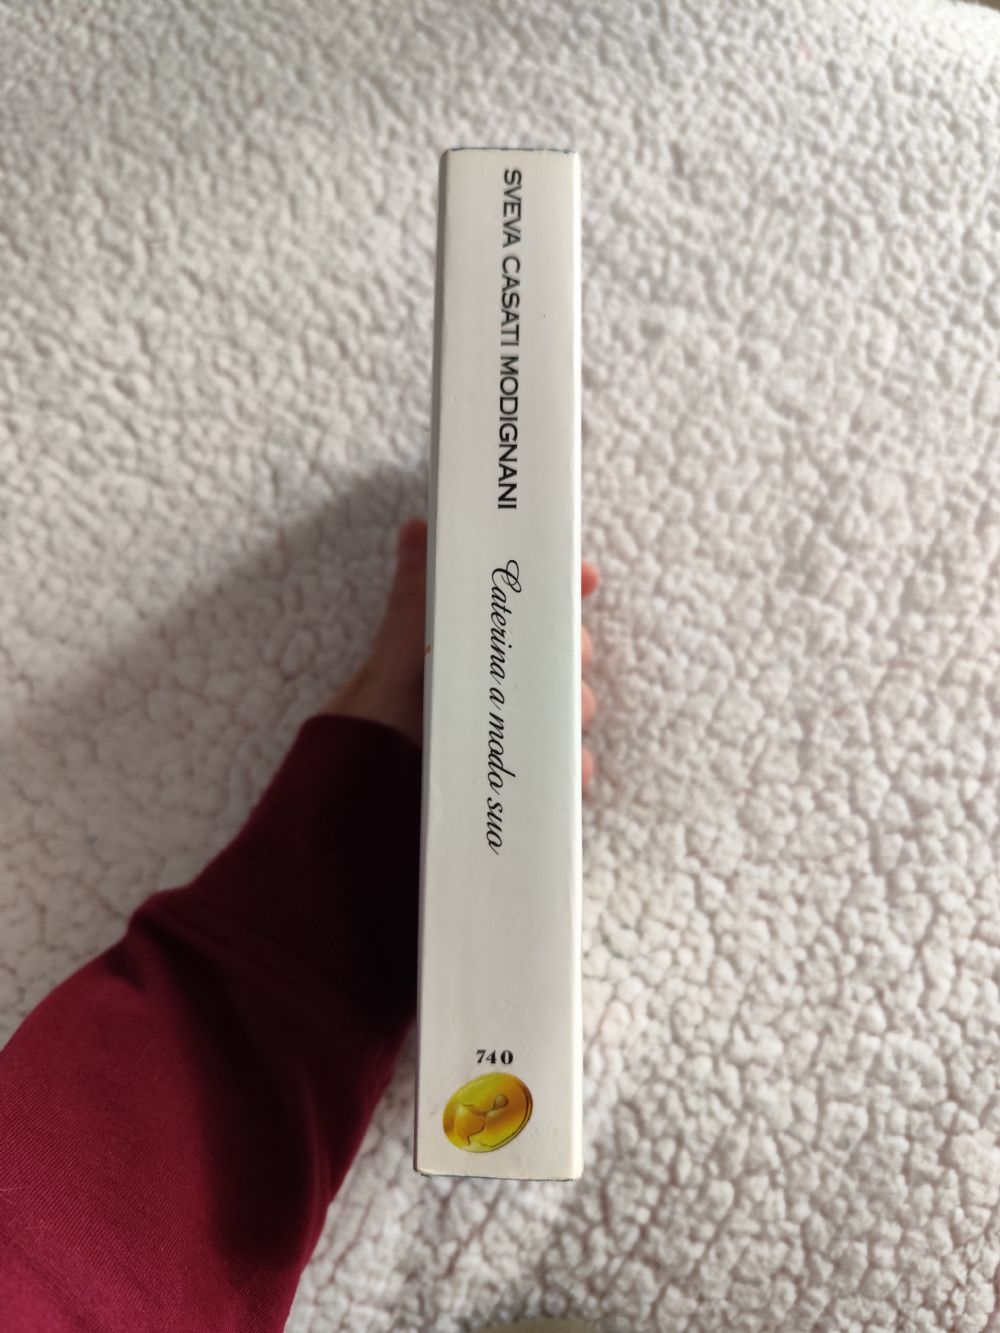 SVEVA CASATI MODIGNANI
Caterina a modo suo
740